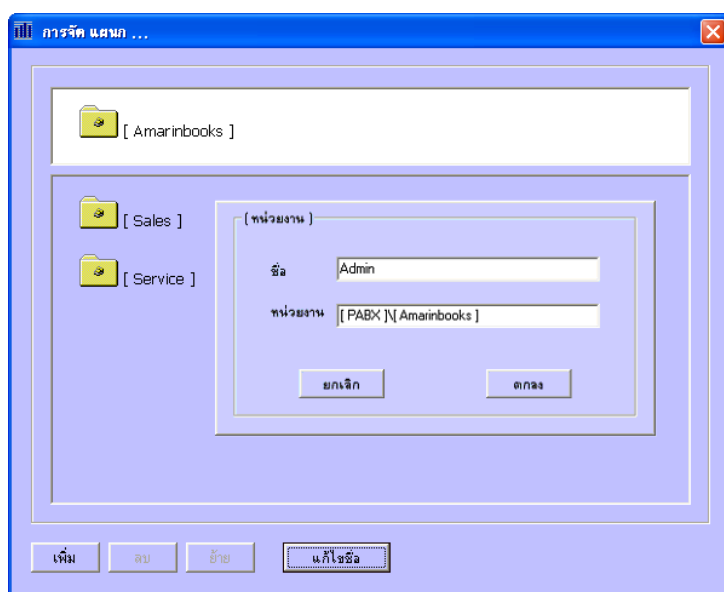 การจัด แผนก ...
[ Amarinbooks ]
[ Sales ]
[ Service ]
( หน่วยงาน )
ชื่อ
Admin
หน่วยงาน
[ PABX ]\[ Amarinbooks ]
ยกเลิก
ตกลง
เพิ่ม
ลบ
ย้าย
แก้ไขชื่อ